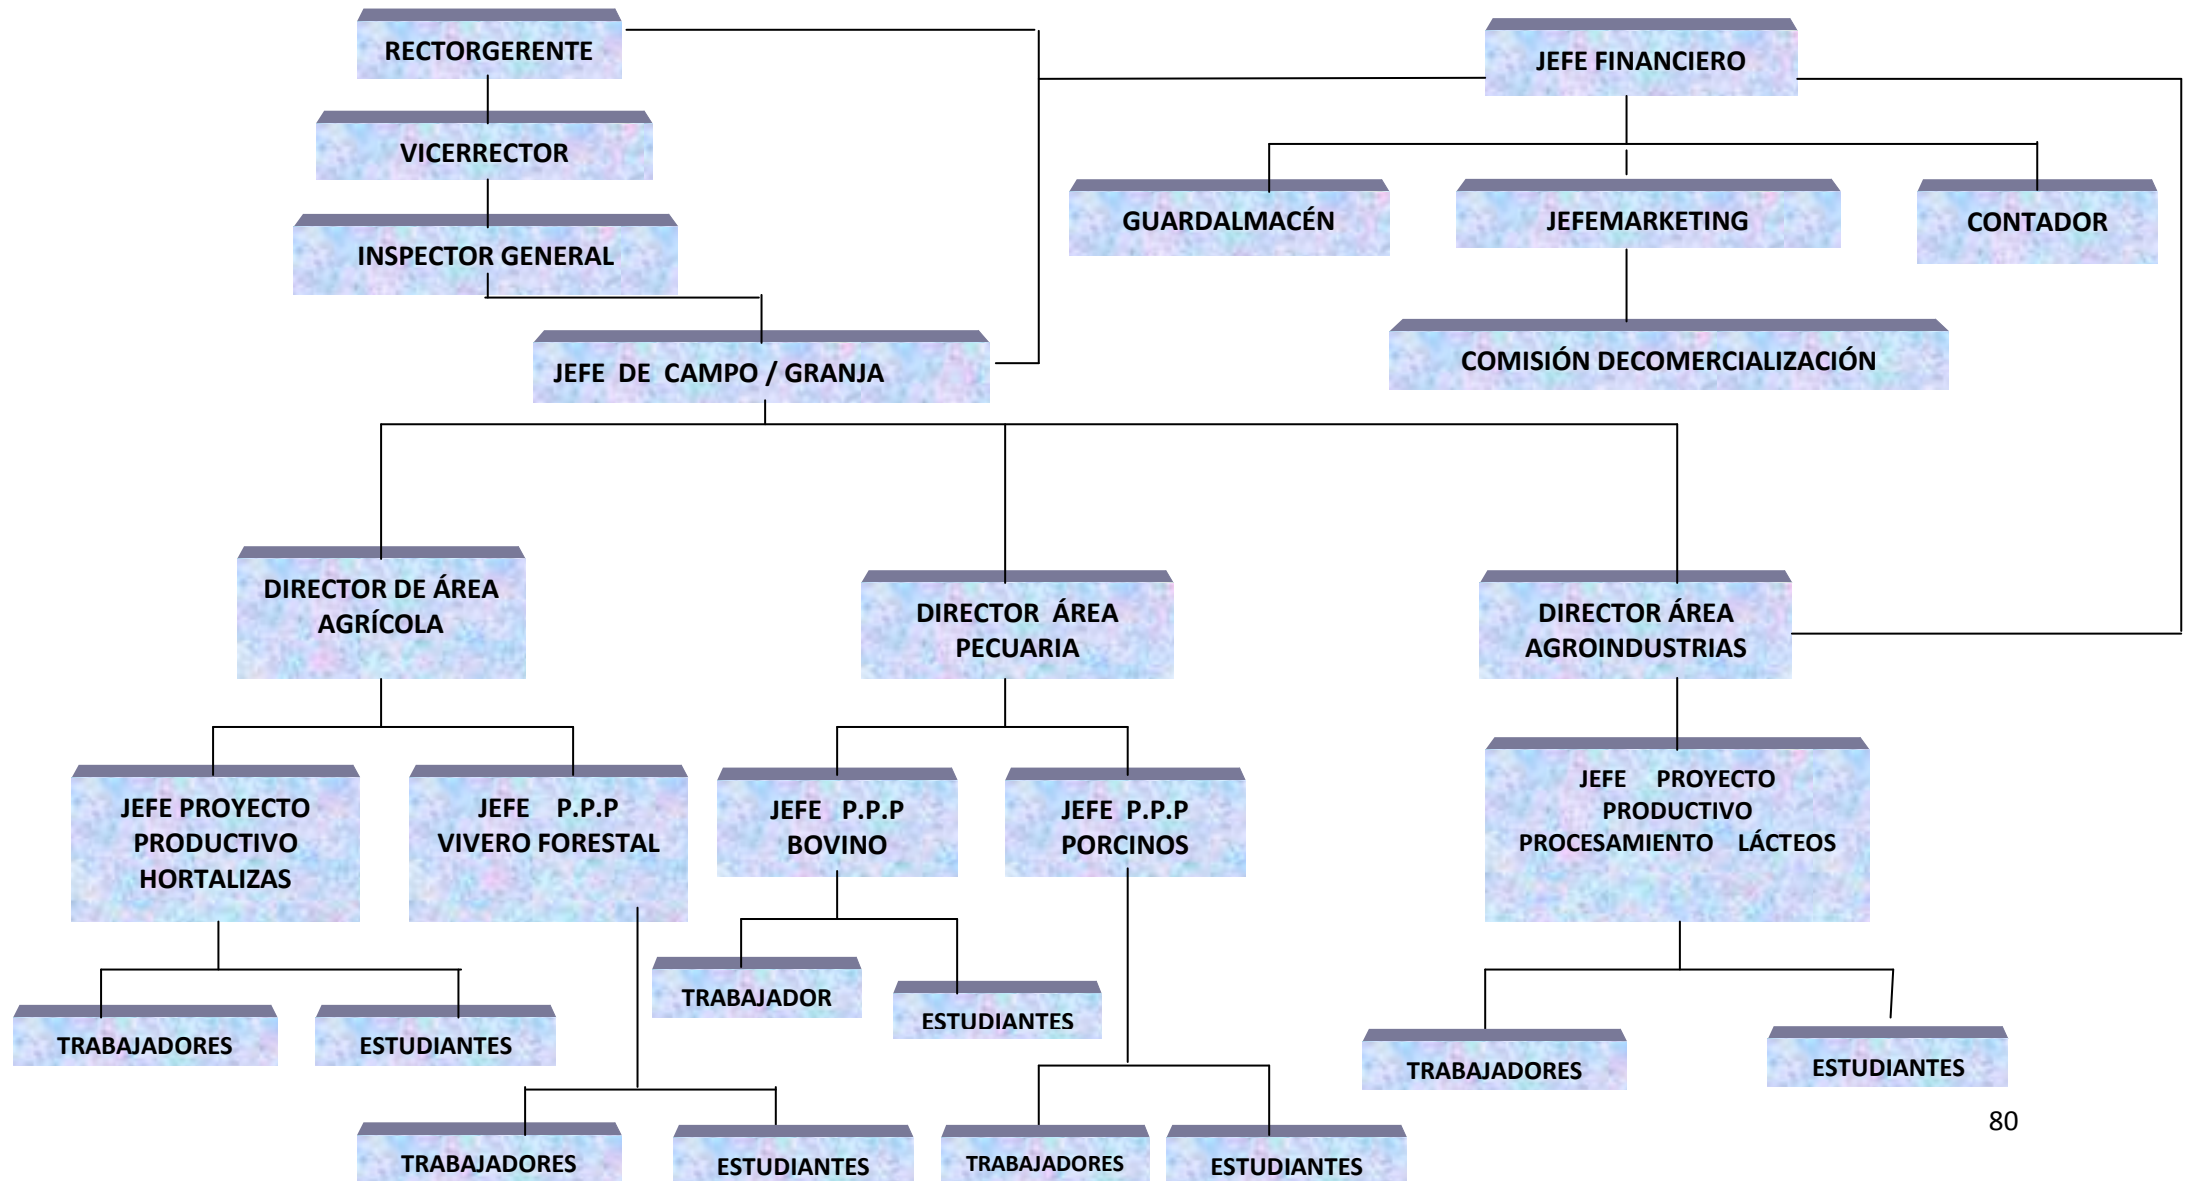 RECTORGERENTE
JEFE FINANCIERO
VICERRECTOR
GUARDALMACÉN
JEFEMARKETING
CONTADOR
INSPECTOR GENERAL
JEFE DE CAMPO / GRANJA
COMISIÓN DECOMERCIALIZACIÓN
DIRECTOR DE ÁREA
AGRÍCOLA
DIRECTOR ÁREA
PECUARIA
DIRECTOR ÁREA
AGROINDUSTRIAS
JEFE PROYECTO
PRODUCTIVO
HORTALIZAS
JEFE P.P.P
VIVERO FORESTAL
JEFE P.P.P
BOVINO
JEFE P.P.P
PORCINOS
JEFE PROYECTO
PRODUCTIVO
PROCESAMIENTO LÁCTEOS
TRABAJADORES
ESTUDIANTES
TRABAJADOR
ESTUDIANTES
TRABAJADORES
ESTUDIANTES
TRABAJADORES
ESTUDIANTES
TRABAJADORES
ESTUDIANTES
80